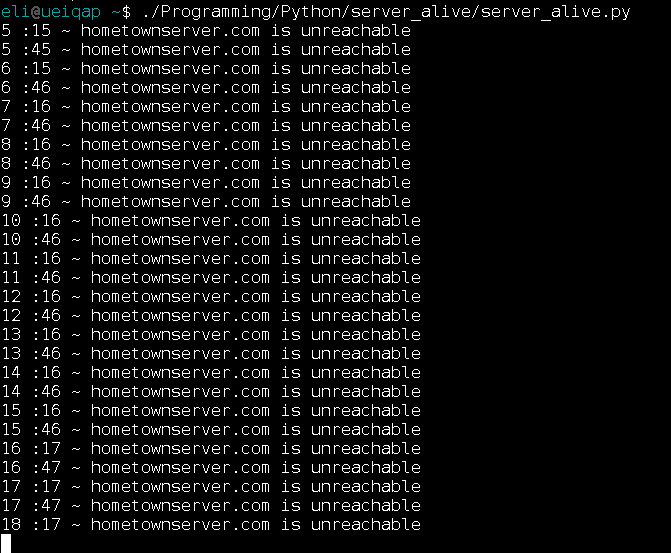 eli@ueiqap ~$ ./Programming/Python/server_alive/server_alive.py
5 :15 ~ hometownserver.com is unreachable
5 :45 ~ hometownserver.com is unreachable
6 :15 ~ hometownserver.com is unreachable
6 :46 ~ hometownserver.com is unreachable
7 :16 ~ hometownserver.com is unreachable
7 :46 ~ hometownserver.com is unreachable
8 :16 ~ hometownserver.com is unreachable
8 :46 ~ hometownserver.com is unreachable
9 :16 ~ hometownserver.com is unreachable
9 :46 ~ hometownserver.com is unreachable
10 :16 ~ hometownserver.com is unreachable
10 :46 ~ hometownserver.com is unreachable
11 :16 ~ hometownserver.com is unreachable
11 :46 ~ hometownserver.com is unreachable
12 :16 ~ hometownserver.com is unreachable
12 :46 ~ hometownserver.com is unreachable
13 :16 ~ hometownserver.com is unreachable
13 :46 ~ hometownserver.com is unreachable
14 :16 ~ hometownserver.com is unreachable
14 :46 ~ hometownserver.com is unreachable
15 :16 ~ hometownserver.com is unreachable
15 :46 ~ hometownserver.com is unreachable
16 :17 ~ hometownserver.com is unreachable
16 :47 ~ hometownserver.com is unreachable
17 :17 ~ hometownserver.com is unreachable
17 :47 ~ hometownserver.com is unreachable
18 :17 ~ hometownserver.com is unreachable